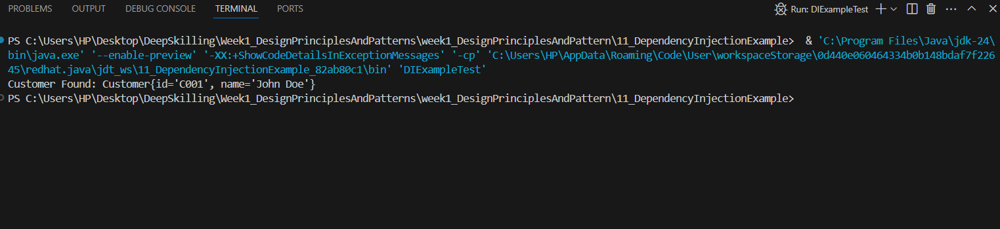 PROBLEMS OUTPUT DEBUG CONSOLE TERMINAL PORTS Run: DIExampleTest
PS C:\Users\HP\Desktop\DeepSkilling\Week1_DesignPrinciplesAndPatterns\week1_DesignPrinciplesAndPattern\11_DependencyInjectionExample> & 'C:\Program Files\Java\jdk-24\
bin\java.exe' '--enable-preview' '-XX:+ShowCodeDetailsInExceptionMessages' '-cp' 'C:\Users\HP\AppData\Roaming\Code\User\workspaceStorage\0d440e060464334b0b148bdaf7f226
45\redhat.java\jdt_ws\11_DependencyInjectionExample_82ab80c1\bin' 'DIExampleTest'
Customer Found: Customer{id='C001', name='John Doe'}
PS C:\Users\HP\Desktop\DeepSkilling\Week1_DesignPrinciplesAndPatterns\week1_DesignPrinciplesAndPattern\11_DependencyInjectionExample>